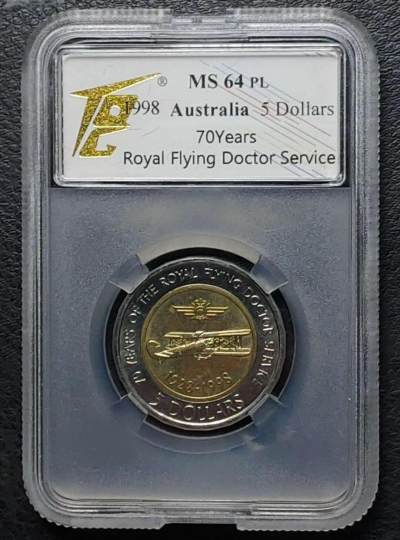 ®
MS 64 PL
1998 Australia 5 Dollars
70Years
Royal Flying Doctor Service
70 YEARS OF THE ROYAL FLYING DOCTOR SERVICE
1928-1998
5 DOLLARS